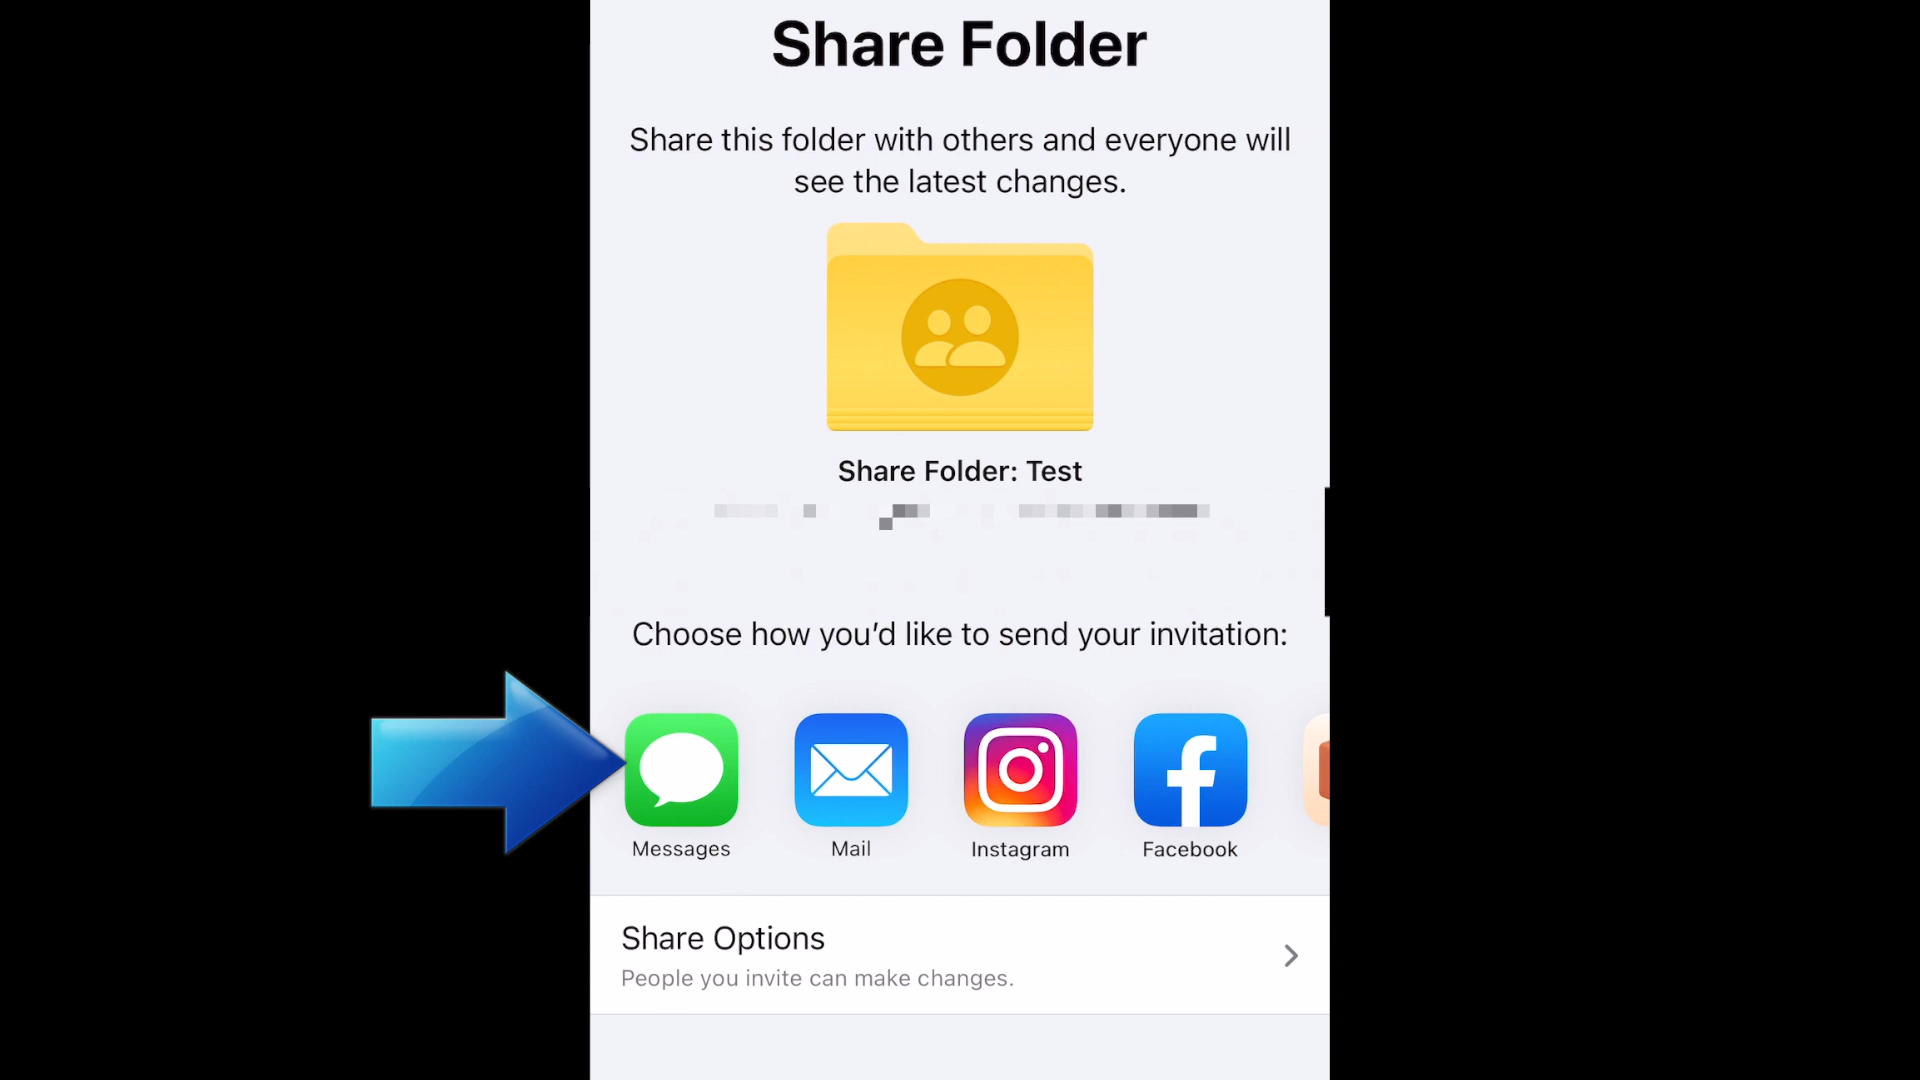 Share Folder
Share this folder with others and everyone will
see the latest changes.
Share Folder: Test
Choose how you’d like to send your invitation:
Messages
Mail
Instagram
Facebook
Share Options
People you invite can make changes.